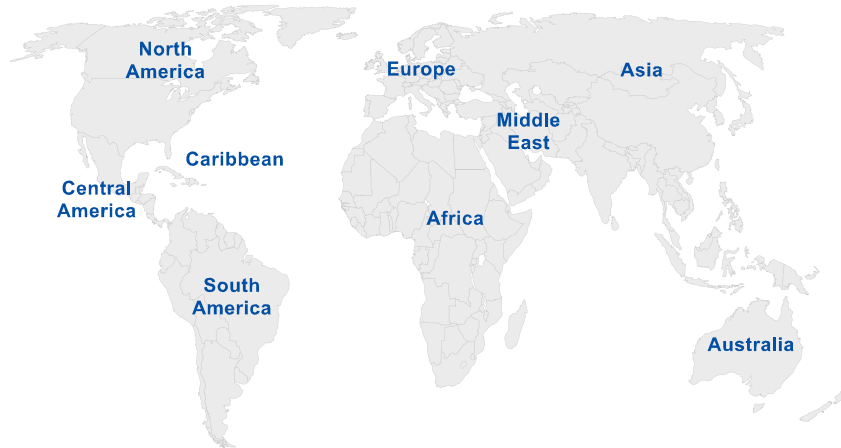 North
America
Europe
Asia
Middle
East
Caribbean
Central
America
Africa
South
America
Australia